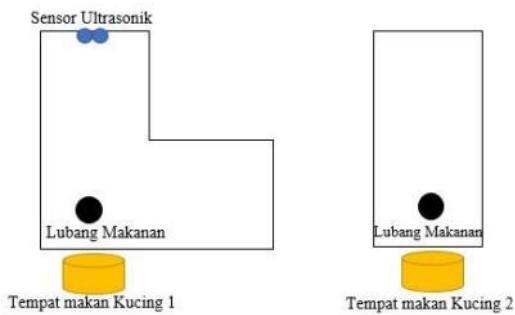 Sensor Ultrasonik
Lubang Makanan
Lubang Makanan
Tempat makan Kucing 1
Tempat makan Kucing 2